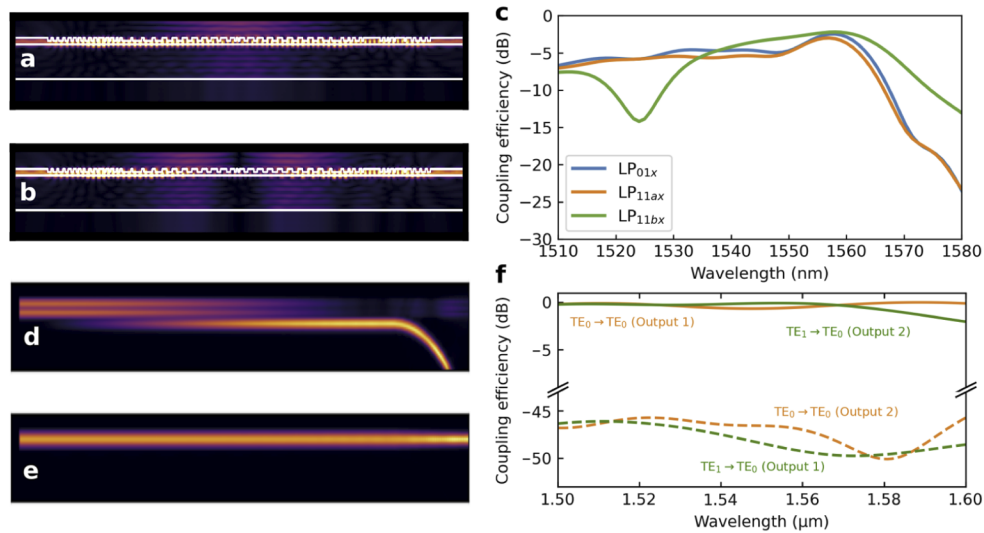 a
b
c
Coupling efficiency (dB)
0
−5
−10
−15
−20
−25
−30
LP01x
LP11ax
LP11bx
1510
1520
1530
1540
1550
1560
1570
1580
Wavelength (nm)
d
e
f
Coupling efficiency (dB)
0
−5
−45
−50
TE0→TE0 (Output 1)
TE1→TE0 (Output 2)
TE0→TE0 (Output 2)
TE1→TE0 (Output 1)
1.50
1.52
1.54
1.56
1.58
1.60
Wavelength (μm)